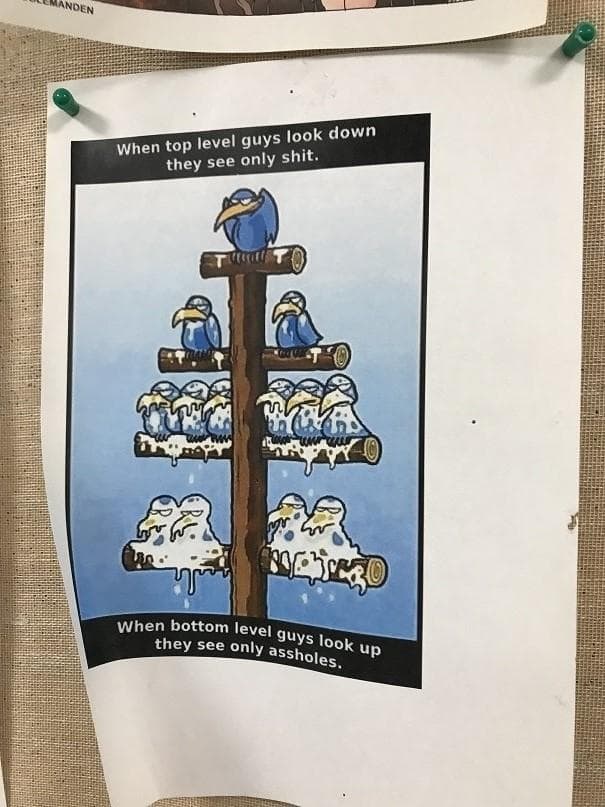 When top level guys look down
they see only shit.
When bottom level guys look up
they see only assholes.